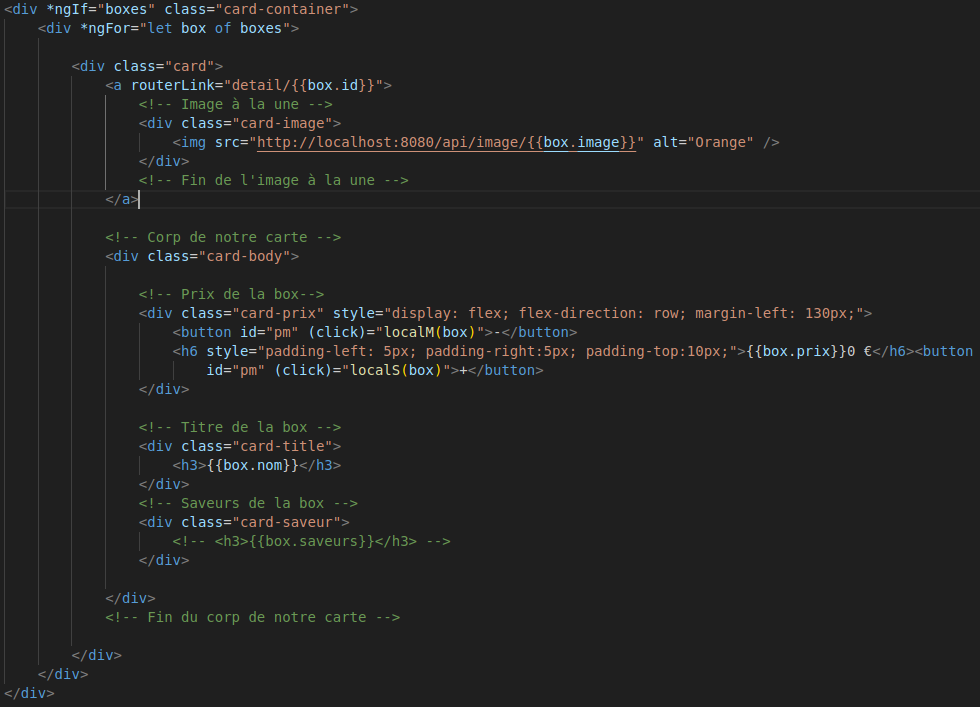 <div *ngIf="boxes" class="card-container">
    <div *ngFor="let box of boxes">

        <div class="card">
            <a routerLink="detail/{{box.id}}">
                <!-- Image à la une -->
                <div class="card-image">
                    <img src="http://localhost:8080/api/image/{{box.image}}" alt="Orange" />
                </div>
                <!-- Fin de l'image à la une -->
            </a>

            <!-- Corp de notre carte -->
            <div class="card-body">

                <!-- Prix de la box-->
                <div class="card-prix" style="display: flex; flex-direction: row; margin-left: 130px;">
                    <button id="pm" (click)="localM(box)">-</button>
                    <h6 style="padding-left: 5px; padding-right:5px; padding-top:10px;">{{box.prix}}0 €</h6><button
                        id="pm" (click)="localS(box)">+</button>
                </div>

                <!-- Titre de la box -->
                <div class="card-title">
                    <h3>{{box.nom}}</h3>
                </div>
                <!-- Saveurs de la box -->
                <div class="card-saveur">
                    <!-- <h3>{{box.saveurs}}</h3> -->
                </div>

            </div>
            <!-- Fin du corp de notre carte -->

        </div>
    </div>
</div>